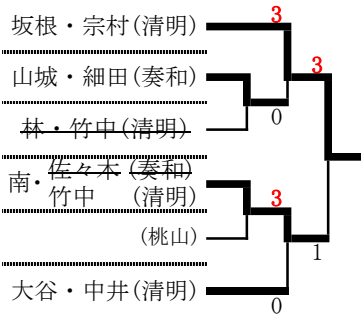 坂根・宗村(清明)
3
山城・細田(奏和)
3
0
林・竹中(清明)
南・佐々木(奏和)
竹中(清明)
3
(桃山)
1
大谷・中井(清明)
0